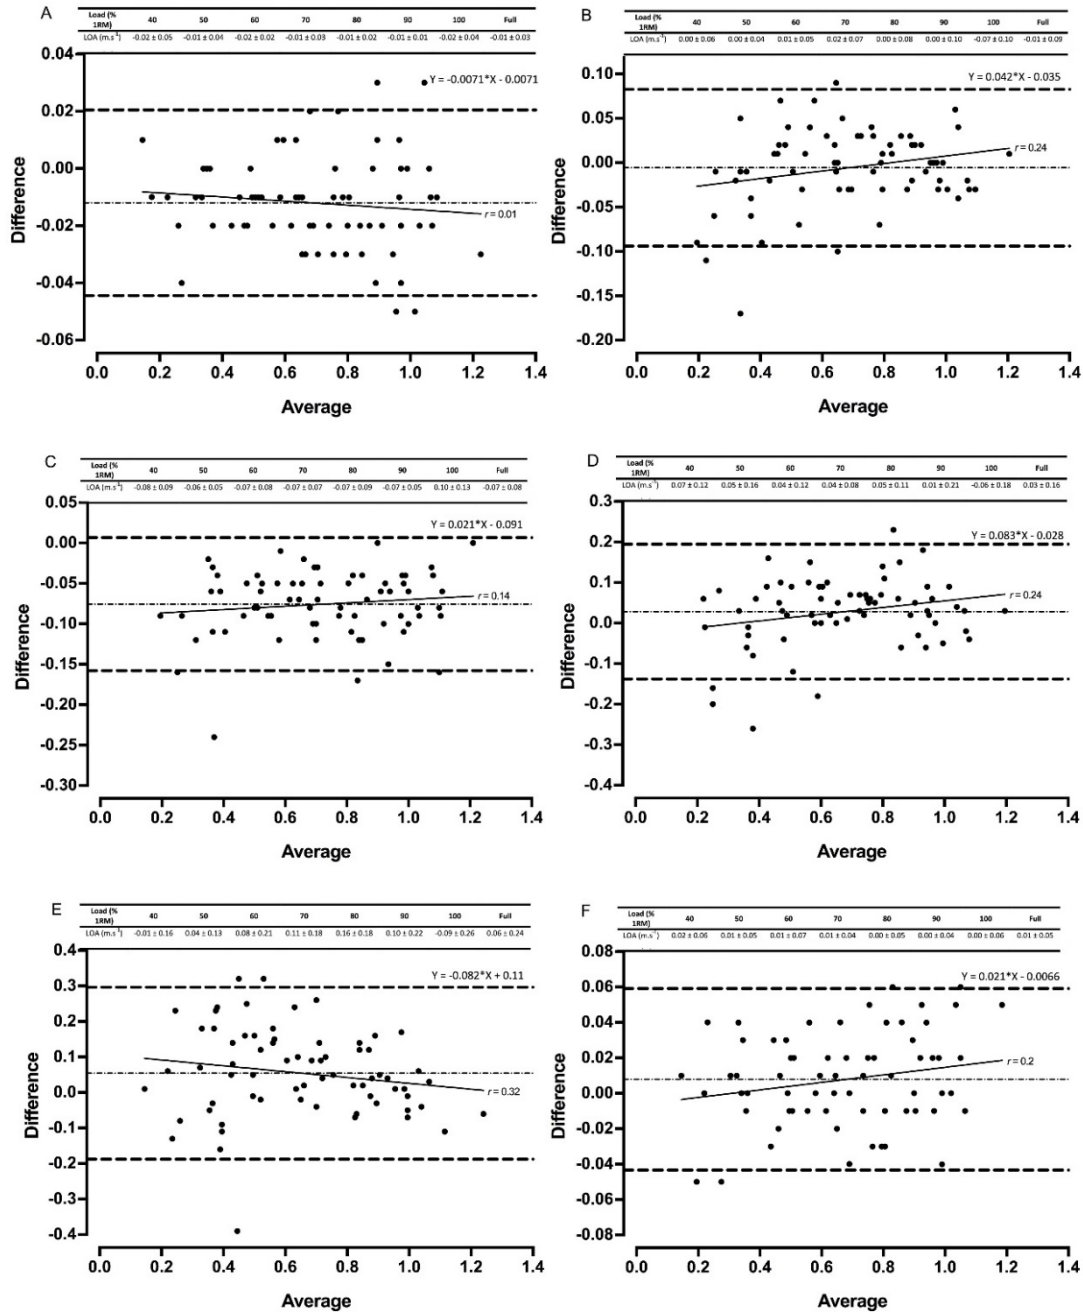 A
Load (% 1RM) 40 50 60 70 80 90 100 Full
LOA (m.s-1) -0.02 ± 0.05 -0.01 ± 0.04 -0.02 ± 0.02 -0.01 ± 0.03 -0.01 ± 0.02 -0.01 ± 0.01 -0.02 ± 0.04 -0.01 ± 0.03
Y = -0.0071*X - 0.0071
r = 0.01
0.04
0.02
0.00
-0.02
-0.04
-0.06
Difference
0.0 0.2 0.4 0.6 0.8 1.0 1.2 1.4
Average
B
Load (% 1RM) 40 50 60 70 80 90 100 Full
LOA (m.s-1) 0.00 ± 0.06 0.00 ± 0.04 0.01 ± 0.05 0.02 ± 0.07 0.00 ± 0.08 0.00 ± 0.10 -0.07 ± 0.10 -0.01 ± 0.09
Y = 0.042*X - 0.035
r = 0.24
0.10
0.05
0.00
-0.05
-0.10
-0.15
-0.20
Difference
0.0 0.2 0.4 0.6 0.8 1.0 1.2 1.4
Average
C
Load (% 1RM) 40 50 60 70 80 90 100 Full
LOA (m.s-1) -0.08 ± 0.09 -0.06 ± 0.05 -0.07 ± 0.08 -0.07 ± 0.07 -0.07 ± 0.09 -0.07 ± 0.05 0.10 ± 0.13 -0.07 ± 0.08
Y = 0.021*X - 0.091
r = 0.14
0.05
0.00
-0.05
-0.10
-0.15
-0.20
-0.25
-0.30
Difference
0.0 0.2 0.4 0.6 0.8 1.0 1.2 1.4
Average
D
Load (% 1RM) 40 50 60 70 80 90 100 Full
LOA (m.s-1) 0.07 ± 0.12 0.05 ± 0.16 0.04 ± 0.12 0.04 ± 0.08 0.05 ± 0.11 0.01 ± 0.21 -0.06 ± 0.18 0.03 ± 0.16
Y = 0.083*X - 0.028
r = 0.24
0.3
0.2
0.1
0.0
-0.1
-0.2
-0.3
-0.4
Difference
0.0 0.2 0.4 0.6 0.8 1.0 1.2 1.4
Average
E
Load (% 1RM) 40 50 60 70 80 90 100 Full
LOA (m.s-1) -0.01 ± 0.16 0.04 ± 0.13 0.08 ± 0.21 0.11 ± 0.18 0.16 ± 0.18 0.10 ± 0.22 -0.09 ± 0.26 0.06 ± 0.24
Y = -0.082*X + 0.11
r = 0.32
0.4
0.3
0.2
0.1
0.0
-0.1
-0.2
-0.3
-0.4
Difference
0.0 0.2 0.4 0.6 0.8 1.0 1.2 1.4
Average
F
Load (% 1RM) 40 50 60 70 80 90 100 Full
LOA (m.s-1) 0.02 ± 0.06 0.01 ± 0.05 0.01 ± 0.07 0.01 ± 0.04 0.00 ± 0.05 0.00 ± 0.04 0.00 ± 0.06 0.01 ± 0.05
Y = 0.021*X - 0.0066
r = 0.2
0.08
0.06
0.04
0.02
0.00
-0.02
-0.04
-0.06
-0.08
Difference
0.0 0.2 0.4 0.6 0.8 1.0 1.2 1.4
Average